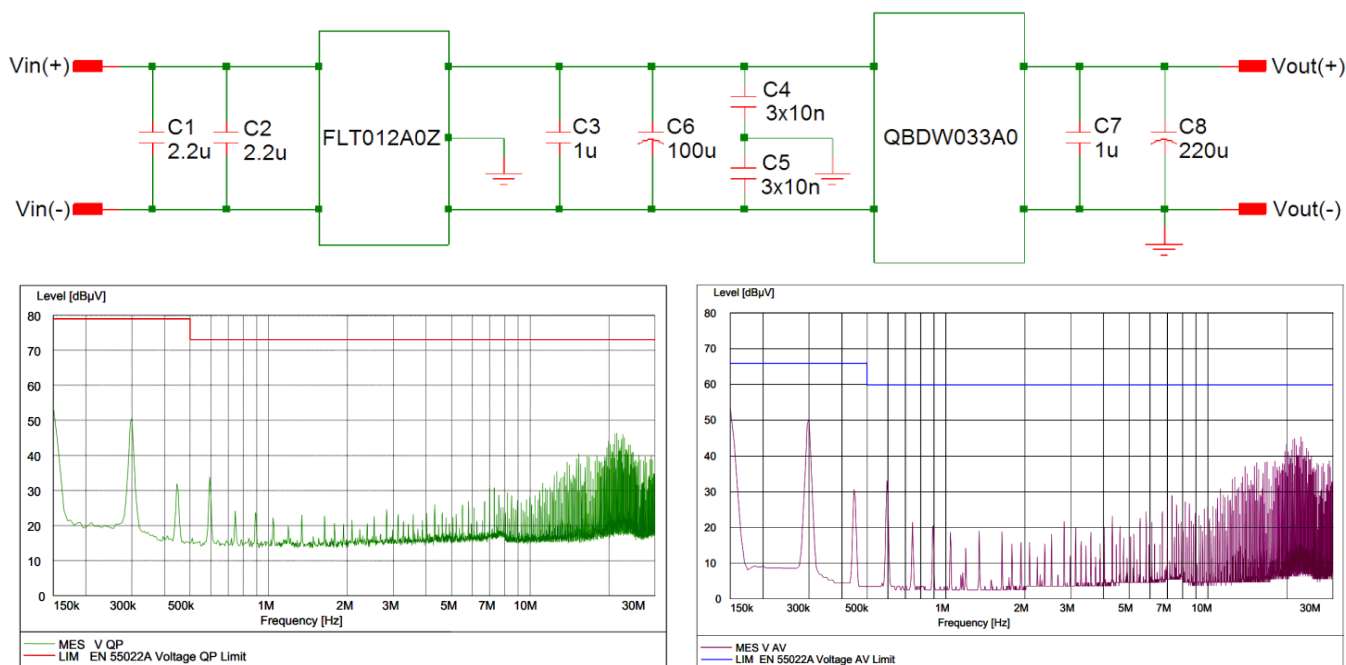 Vin(+)
Vin(-)
C1
2.2u
C2
2.2u
FLT012A0Z
C3
1u
C6
100u
C4
3x10n
C5
3x10n
QBDW033A0
C7
1u
C8
220u
Vout(+)
Vout(-)
Level [dBµV]
80
70
60
50
40
30
20
10
0
150k 300k 500k 1M 2M 3M 5M 7M 10M 30M
Frequency [Hz]
MES V QP
LIM EN 55022A Voltage QP Limit
Level [dBµV]
80
70
60
50
40
30
20
10
0
150k 300k 500k 1M 2M 3M 5M 7M 10M 30M
Frequency [Hz]
MES V AV
LIM EN 55022A Voltage AV Limit